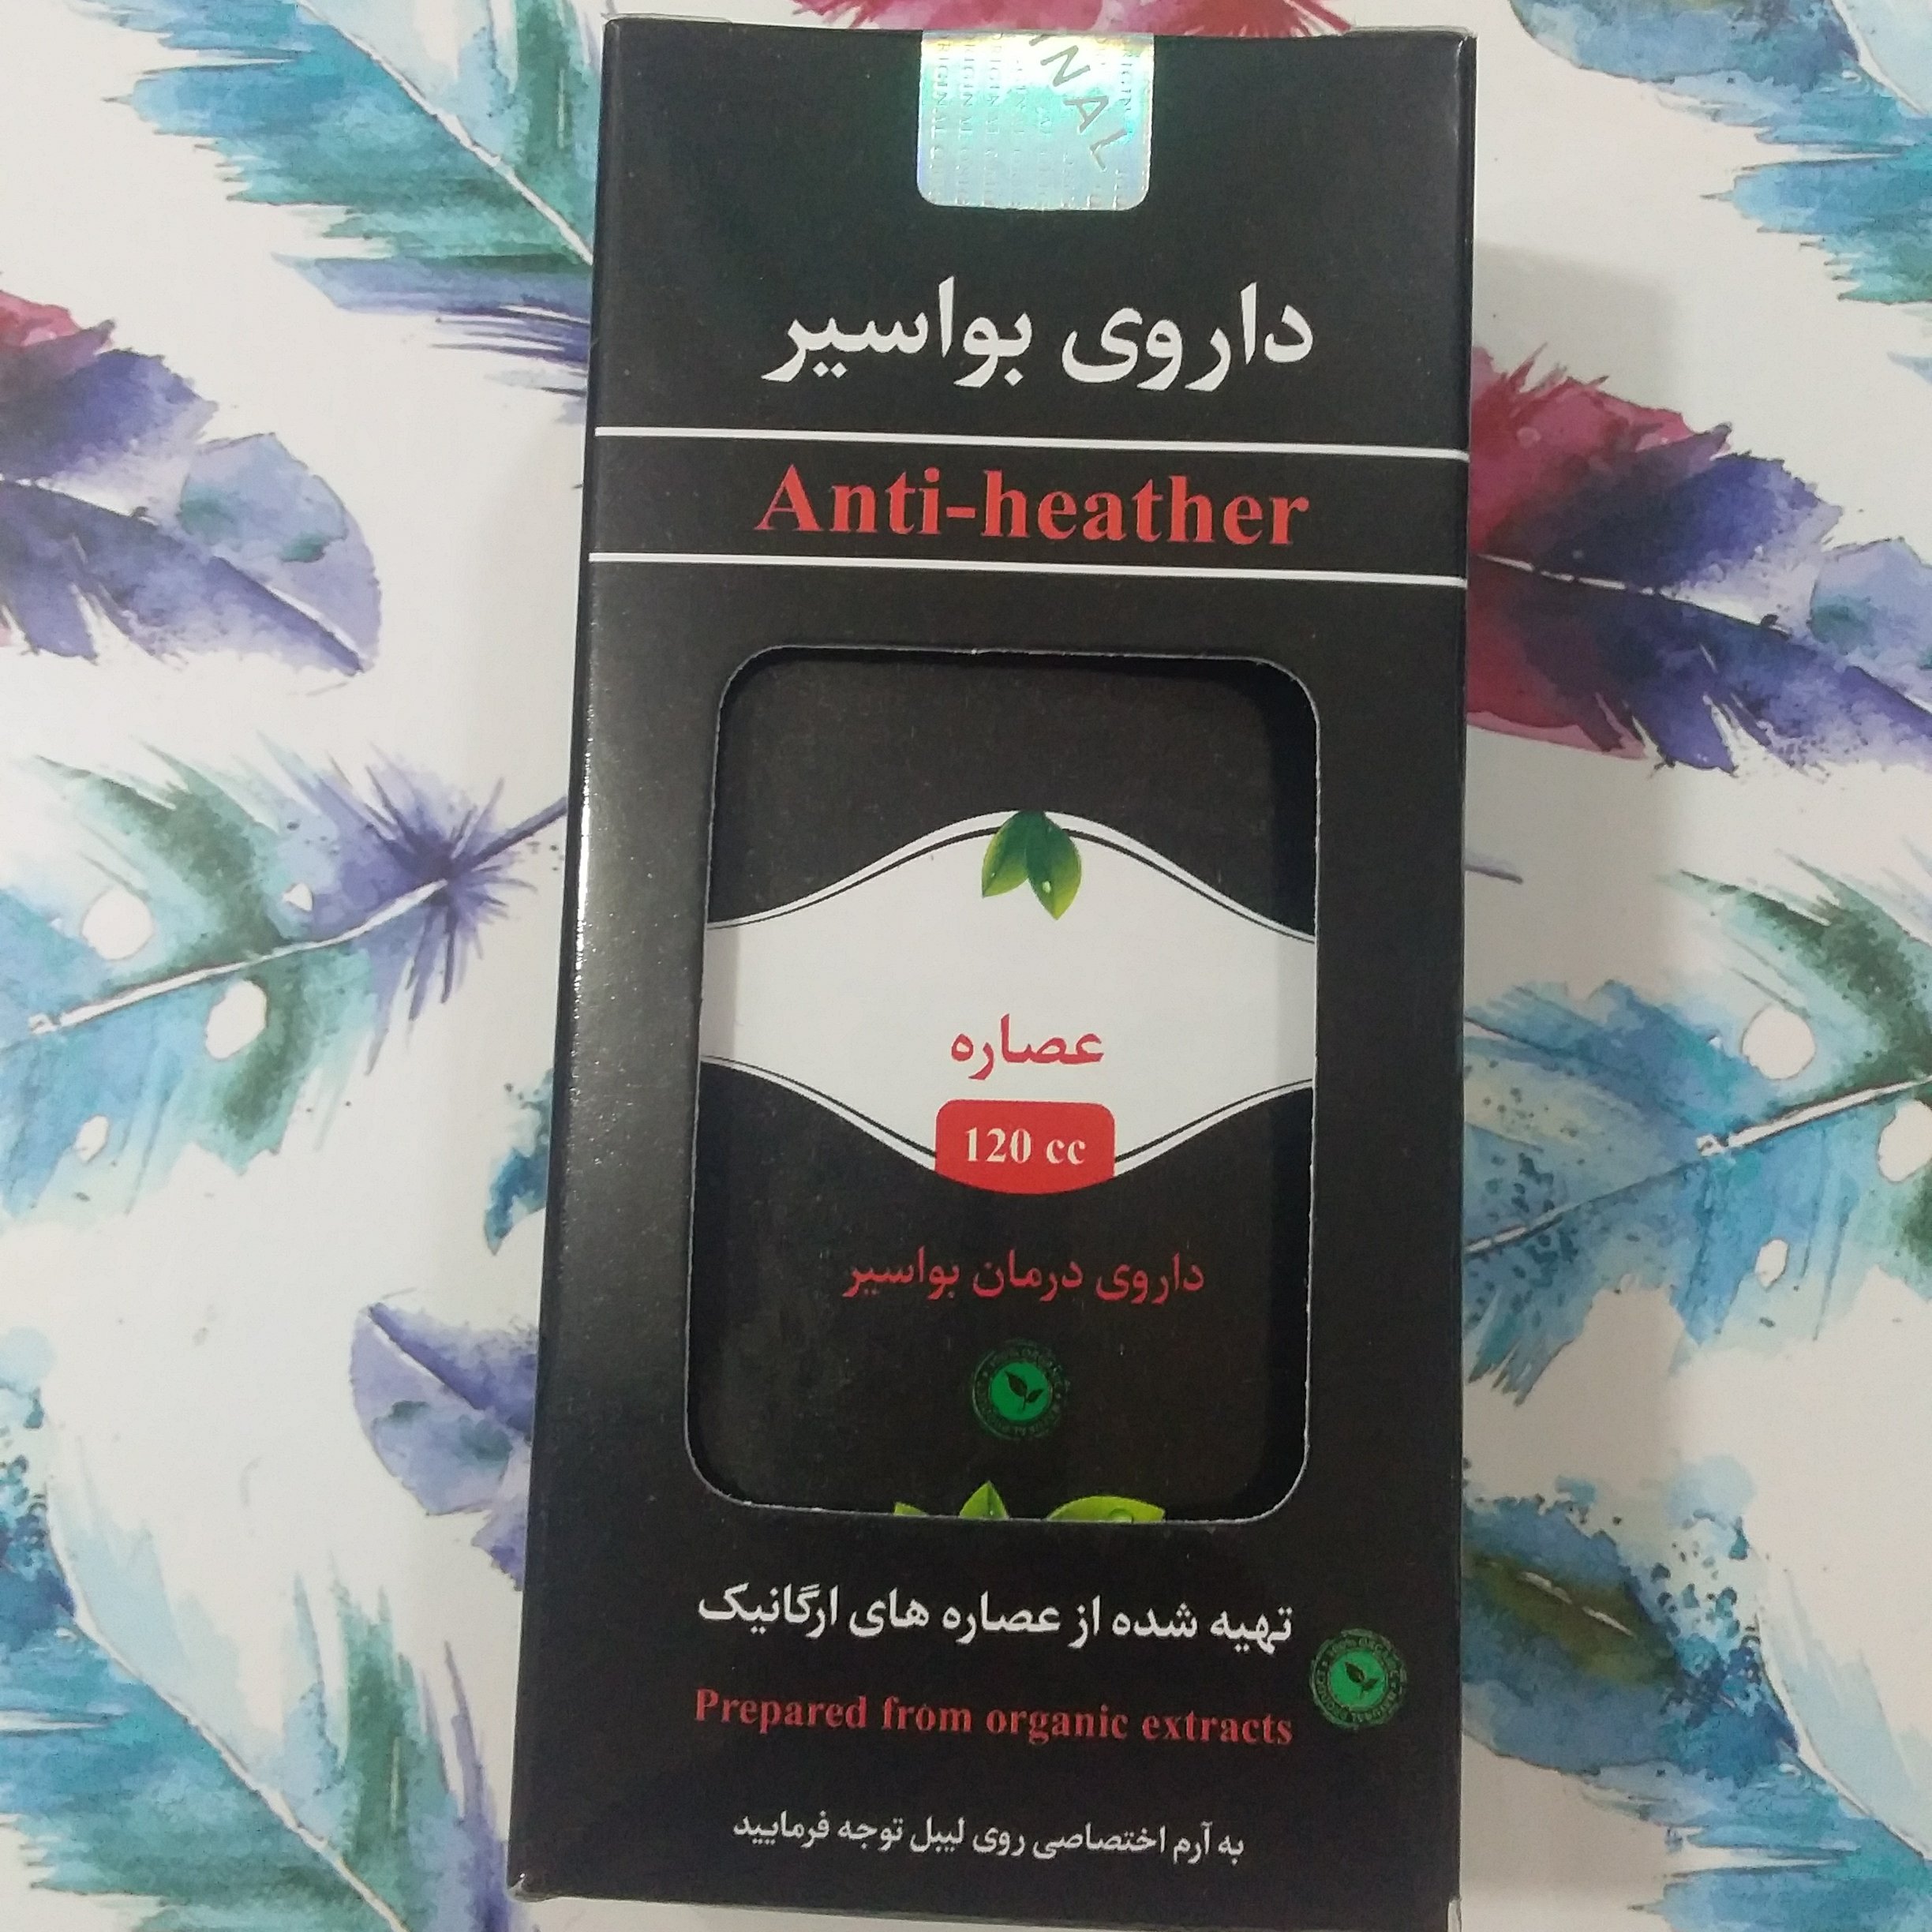 INAL
داروی بواسیر
Anti-heather
عصاره
120 cc
داروی درمان بواسیر
تهیه شده از عصاره های ارگانیک
Prepared from organic extracts
به آرم اختصاصی روی لیبل توجه فرمایید